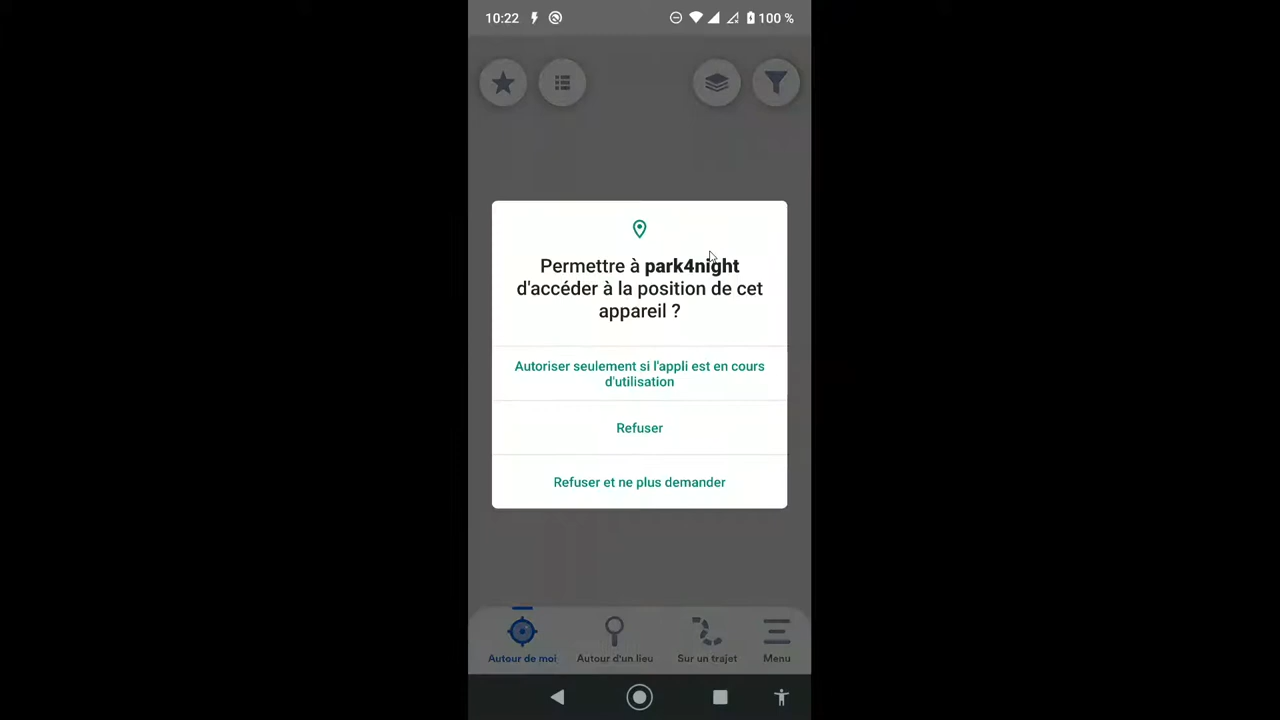 10:22
100 %
Permettre à park4night
d'accéder à la position de cet
appareil ?
Autoriser seulement si l'appli est en cours
d'utilisation
Refuser
Refuser et ne plus demander
Autour de moi
Autour d'un lieu
Sur un trajet
Menu